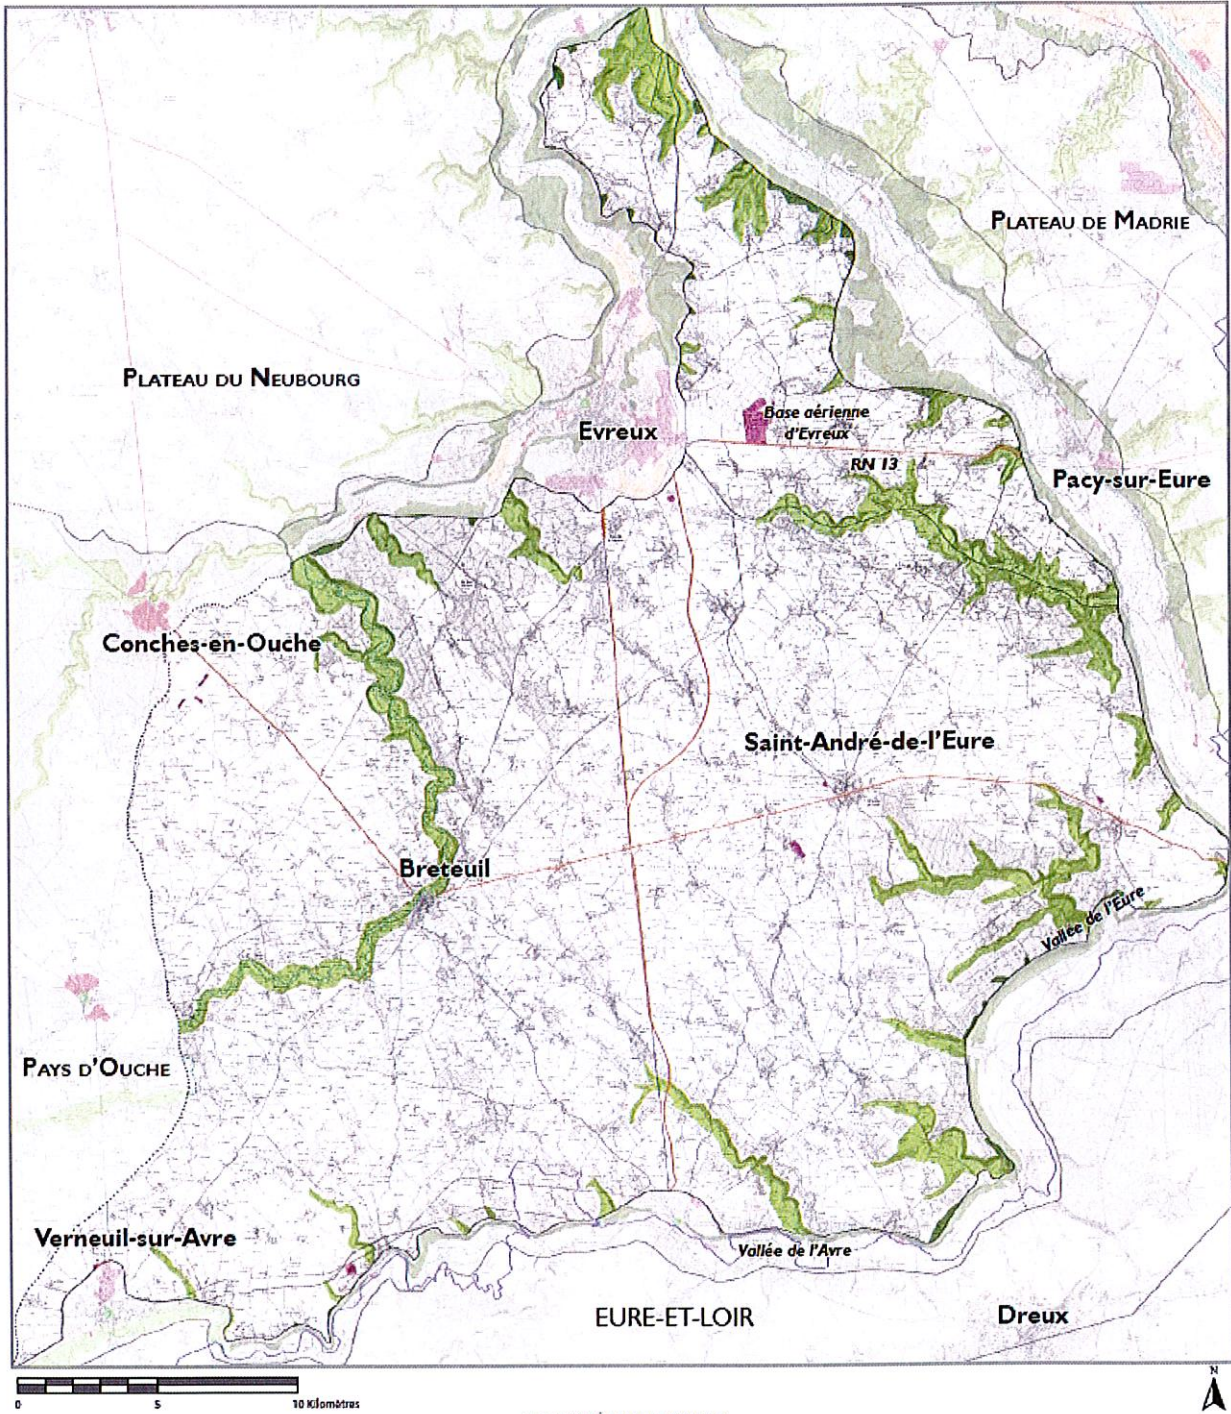 PLATEAU DE MADRIE
PLATEAU DU NEUBOURG
Base aérienne
d'Evreux
Evreux
RN 13
Pacy-sur-Eure
Conches-en-Ouche
Saint-André-de-l'Eure
Breteuil
Vallée de l'Eure
PAYS D'OUCHE
Verneuil-sur-Avre
Vallée de l'Avre
EURE-ET-LOIR
Dreux
0 5 10 Kilomètres
N